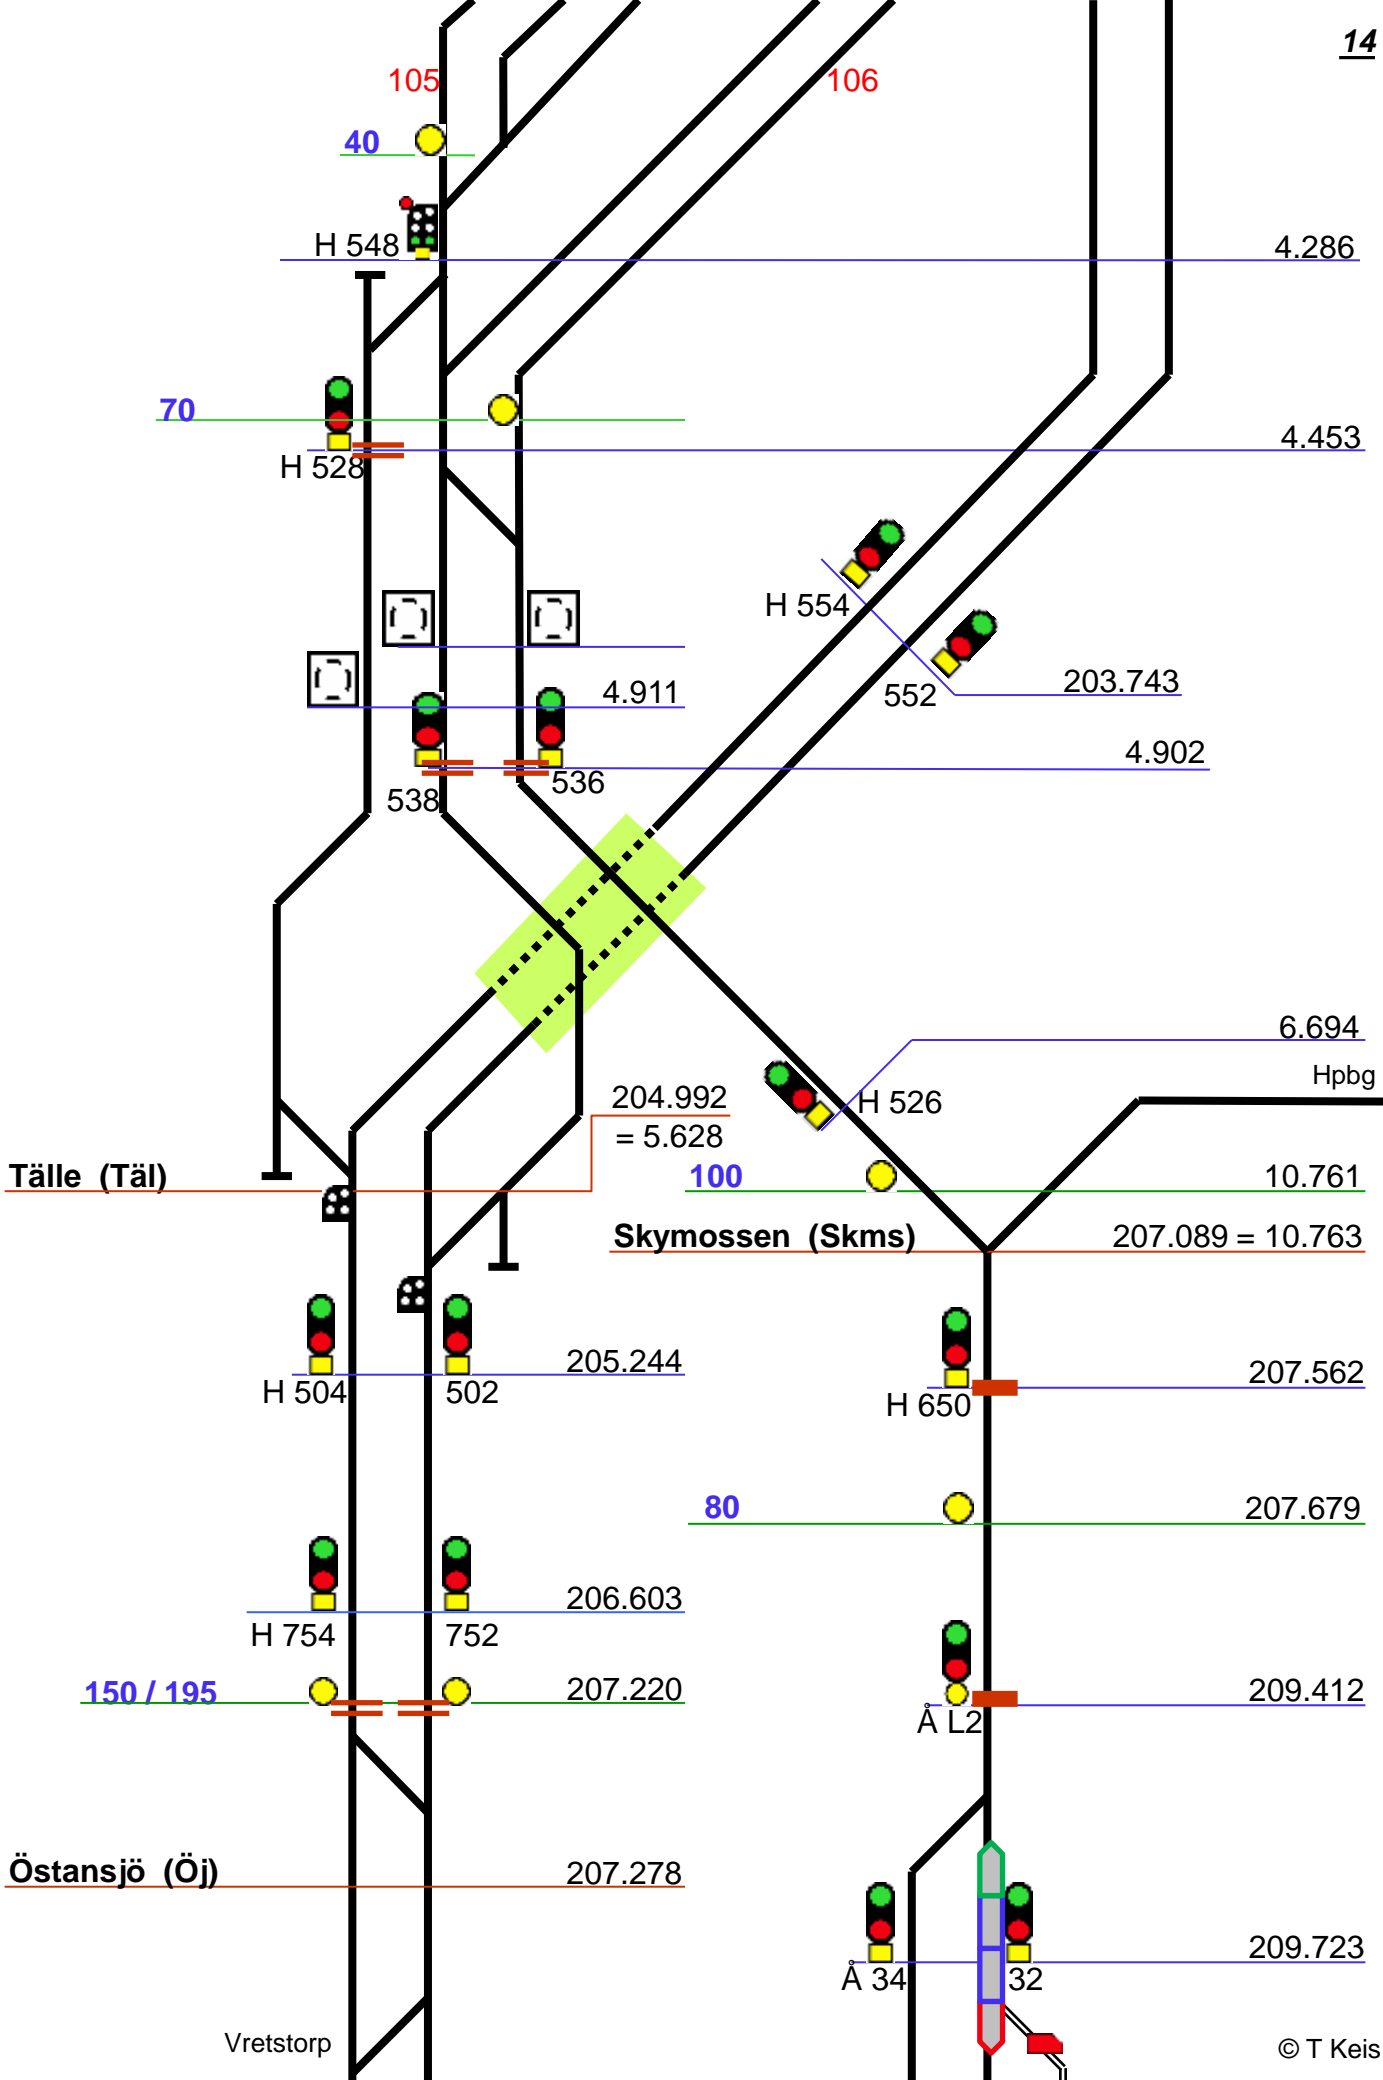 14
105
106
40
H 548
4.286
70
4.453
H 528
H 554
203.743
552
4.911
4.902
536
538
6.694
Hpbg
204.992
H 526
= 5.628
Tälle (Täl)
100
10.761
Skymossen (Skms)
207.089 = 10.763
205.244
207.562
H 504
502
H 650
80
207.679
206.603
H 754
752
150 / 195
207.220
209.412
Å L2
Östansjö (Öj)
207.278
209.723
Å 34
32
Vretstorp
© T Keis